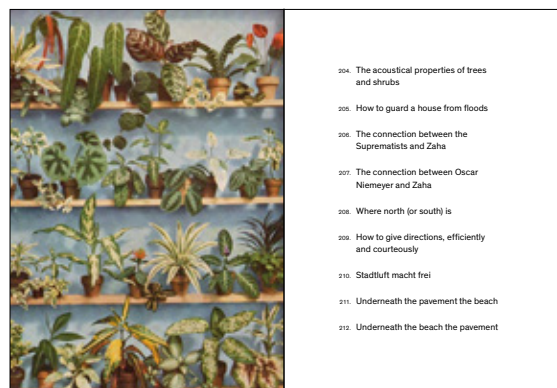 204. The acoustical properties of trees
and shrubs
205. How to guard a house from floods
206. The connection between the
Suprematists and Zaha
207. The connection between Oscar
Niemeyer and Zaha
208. Where north (or south) is
209. How to give directions, efficiently
and courteously
210. Stadtluft macht frei
211. Underneath the pavement the beach
212. Underneath the beach the pavement